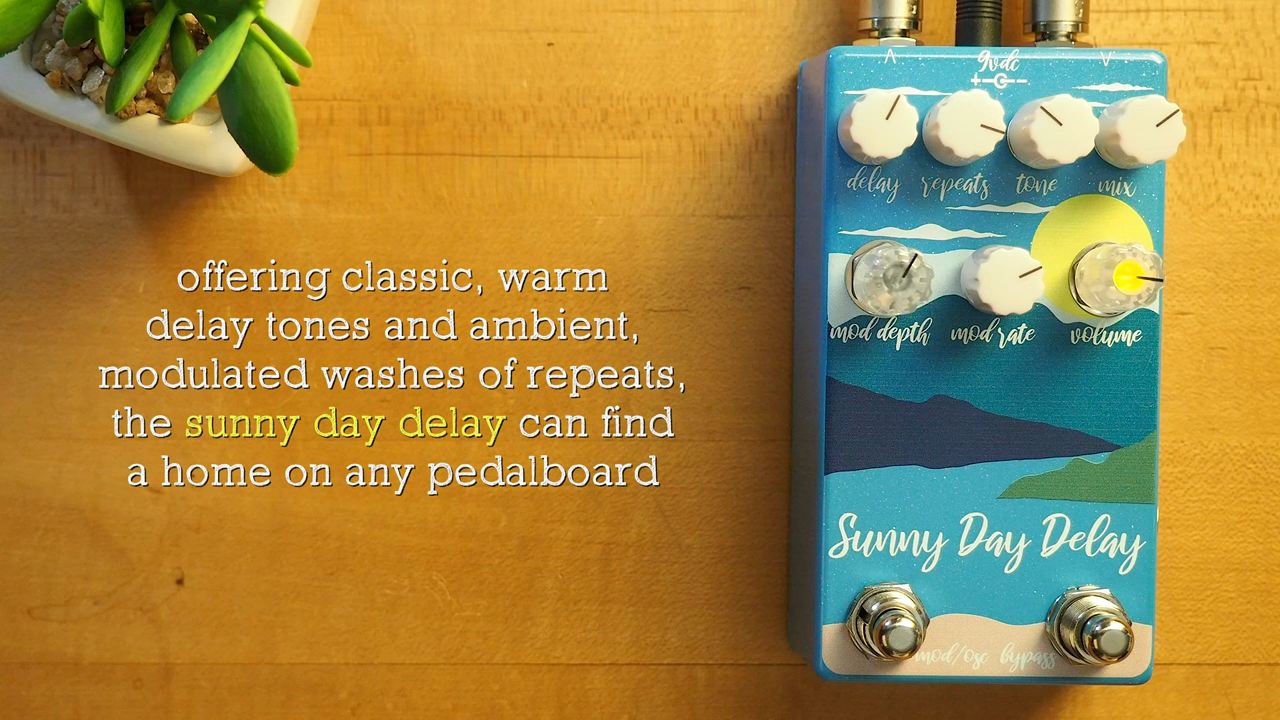 offering classic, warm
delay tones and ambient,
modulated washes of repeats,
the sunny day delay can find
a home on any pedalboard
9vdc
delay repeats tone mix
mod depth mod rate volume
Sunny Day Delay
mod/osc bypass